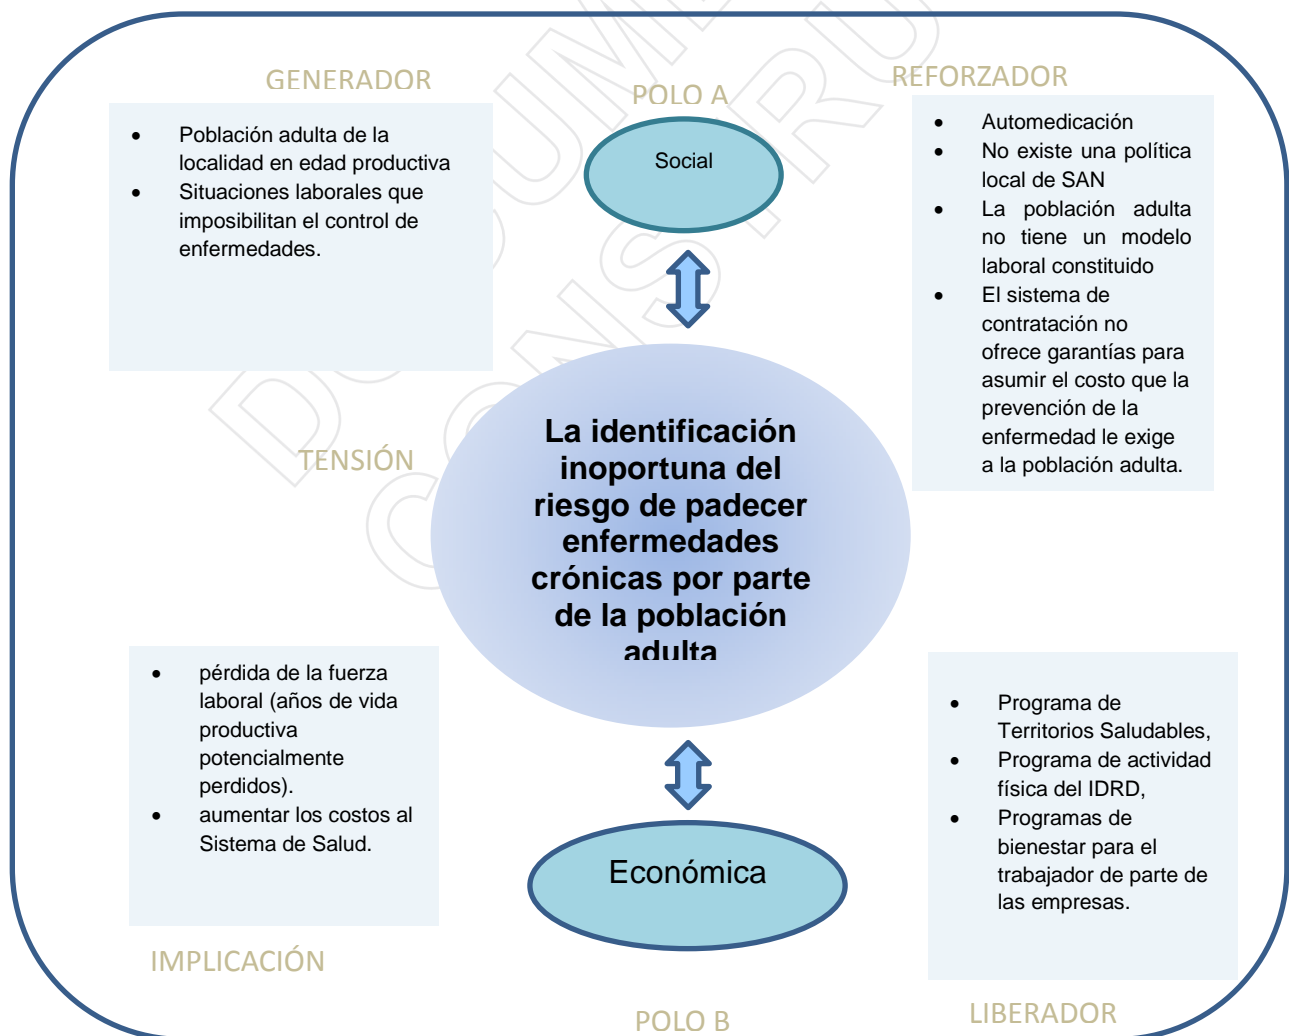 GENERADOR
• Población adulta de la
localidad en edad productiva
• Situaciones laborales que
imposibilitan el control de
enfermedades.
POLO A
Social
REFORZADOR
• Automedicación
• No existe una política
local de SAN
• La población adulta
no tiene un modelo
laboral constituido
• El sistema de
contratación no
ofrece garantías para
asumir el costo que la
prevención de la
enfermedad le exige
a la población adulta.
TENSIÓN
La identificación
inoportuna del
riesgo de padecer
enfermedades
crónicas por parte
de la población
adulta
• pérdida de la fuerza
laboral (años de vida
productiva
potencialmente
perdidos).
• aumentar los costos al
Sistema de Salud.
IMPLICACIÓN
Económica
POLO B
• Programa de
Territorios Saludables,
• Programa de actividad
física del IDRD,
• Programas de
bienestar para el
trabajador de parte de
las empresas.
LIBERADOR